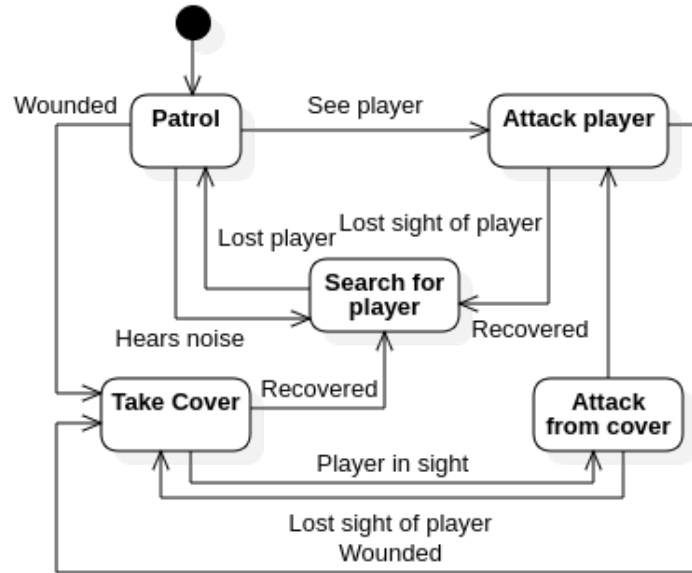 Wounded
Patrol
See player
Attack player
Lost player
Lost sight of player
Search for
player
Hears noise
Recovered
Take Cover
Recovered
Attack
from cover
Player in sight
Lost sight of player
Wounded